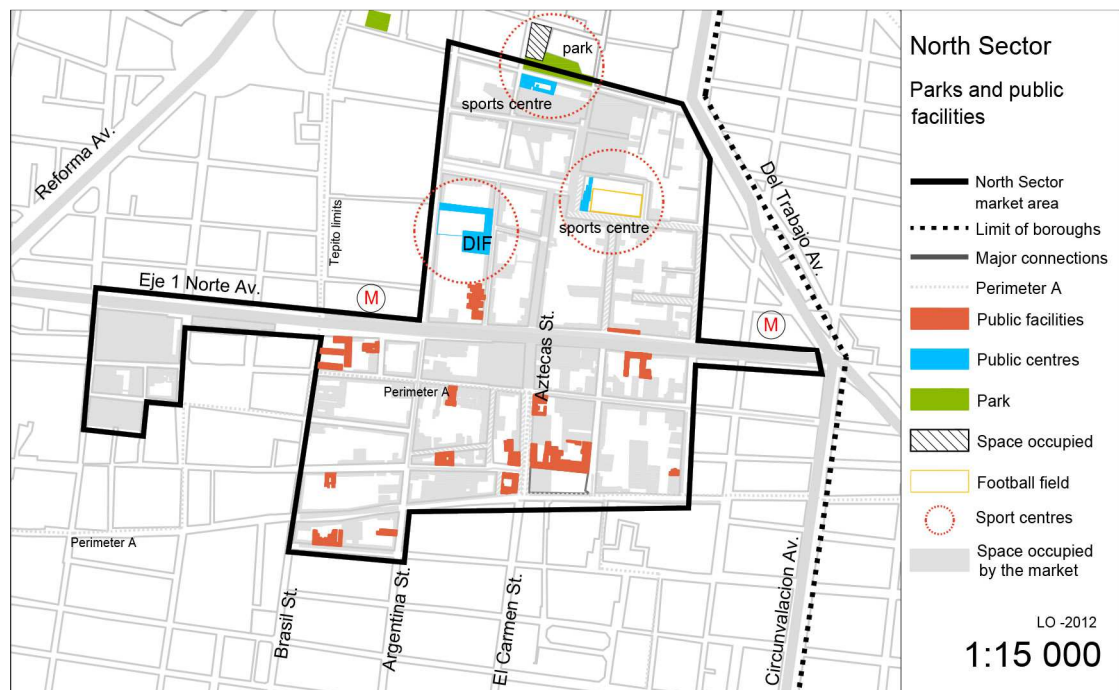 park
sports centre
Reforma Av.
Tepito limits
DIF
sports centre
Del Trabajo Av.
Eje 1 Norte Av.
M
M
Aztecas St.
Perimeter A
Perimeter A
Brasil St.
Argentina St.
El Carmen St.
Circunvalacion Av.
North Sector
Parks and public
facilities
North Sector
market area
Limit of boroughs
Major connections
Perimeter A
Public facilities
Public centres
Park
Space occupied
Football field
Sport centres
Space occupied
by the market
LO -2012
1:15 000